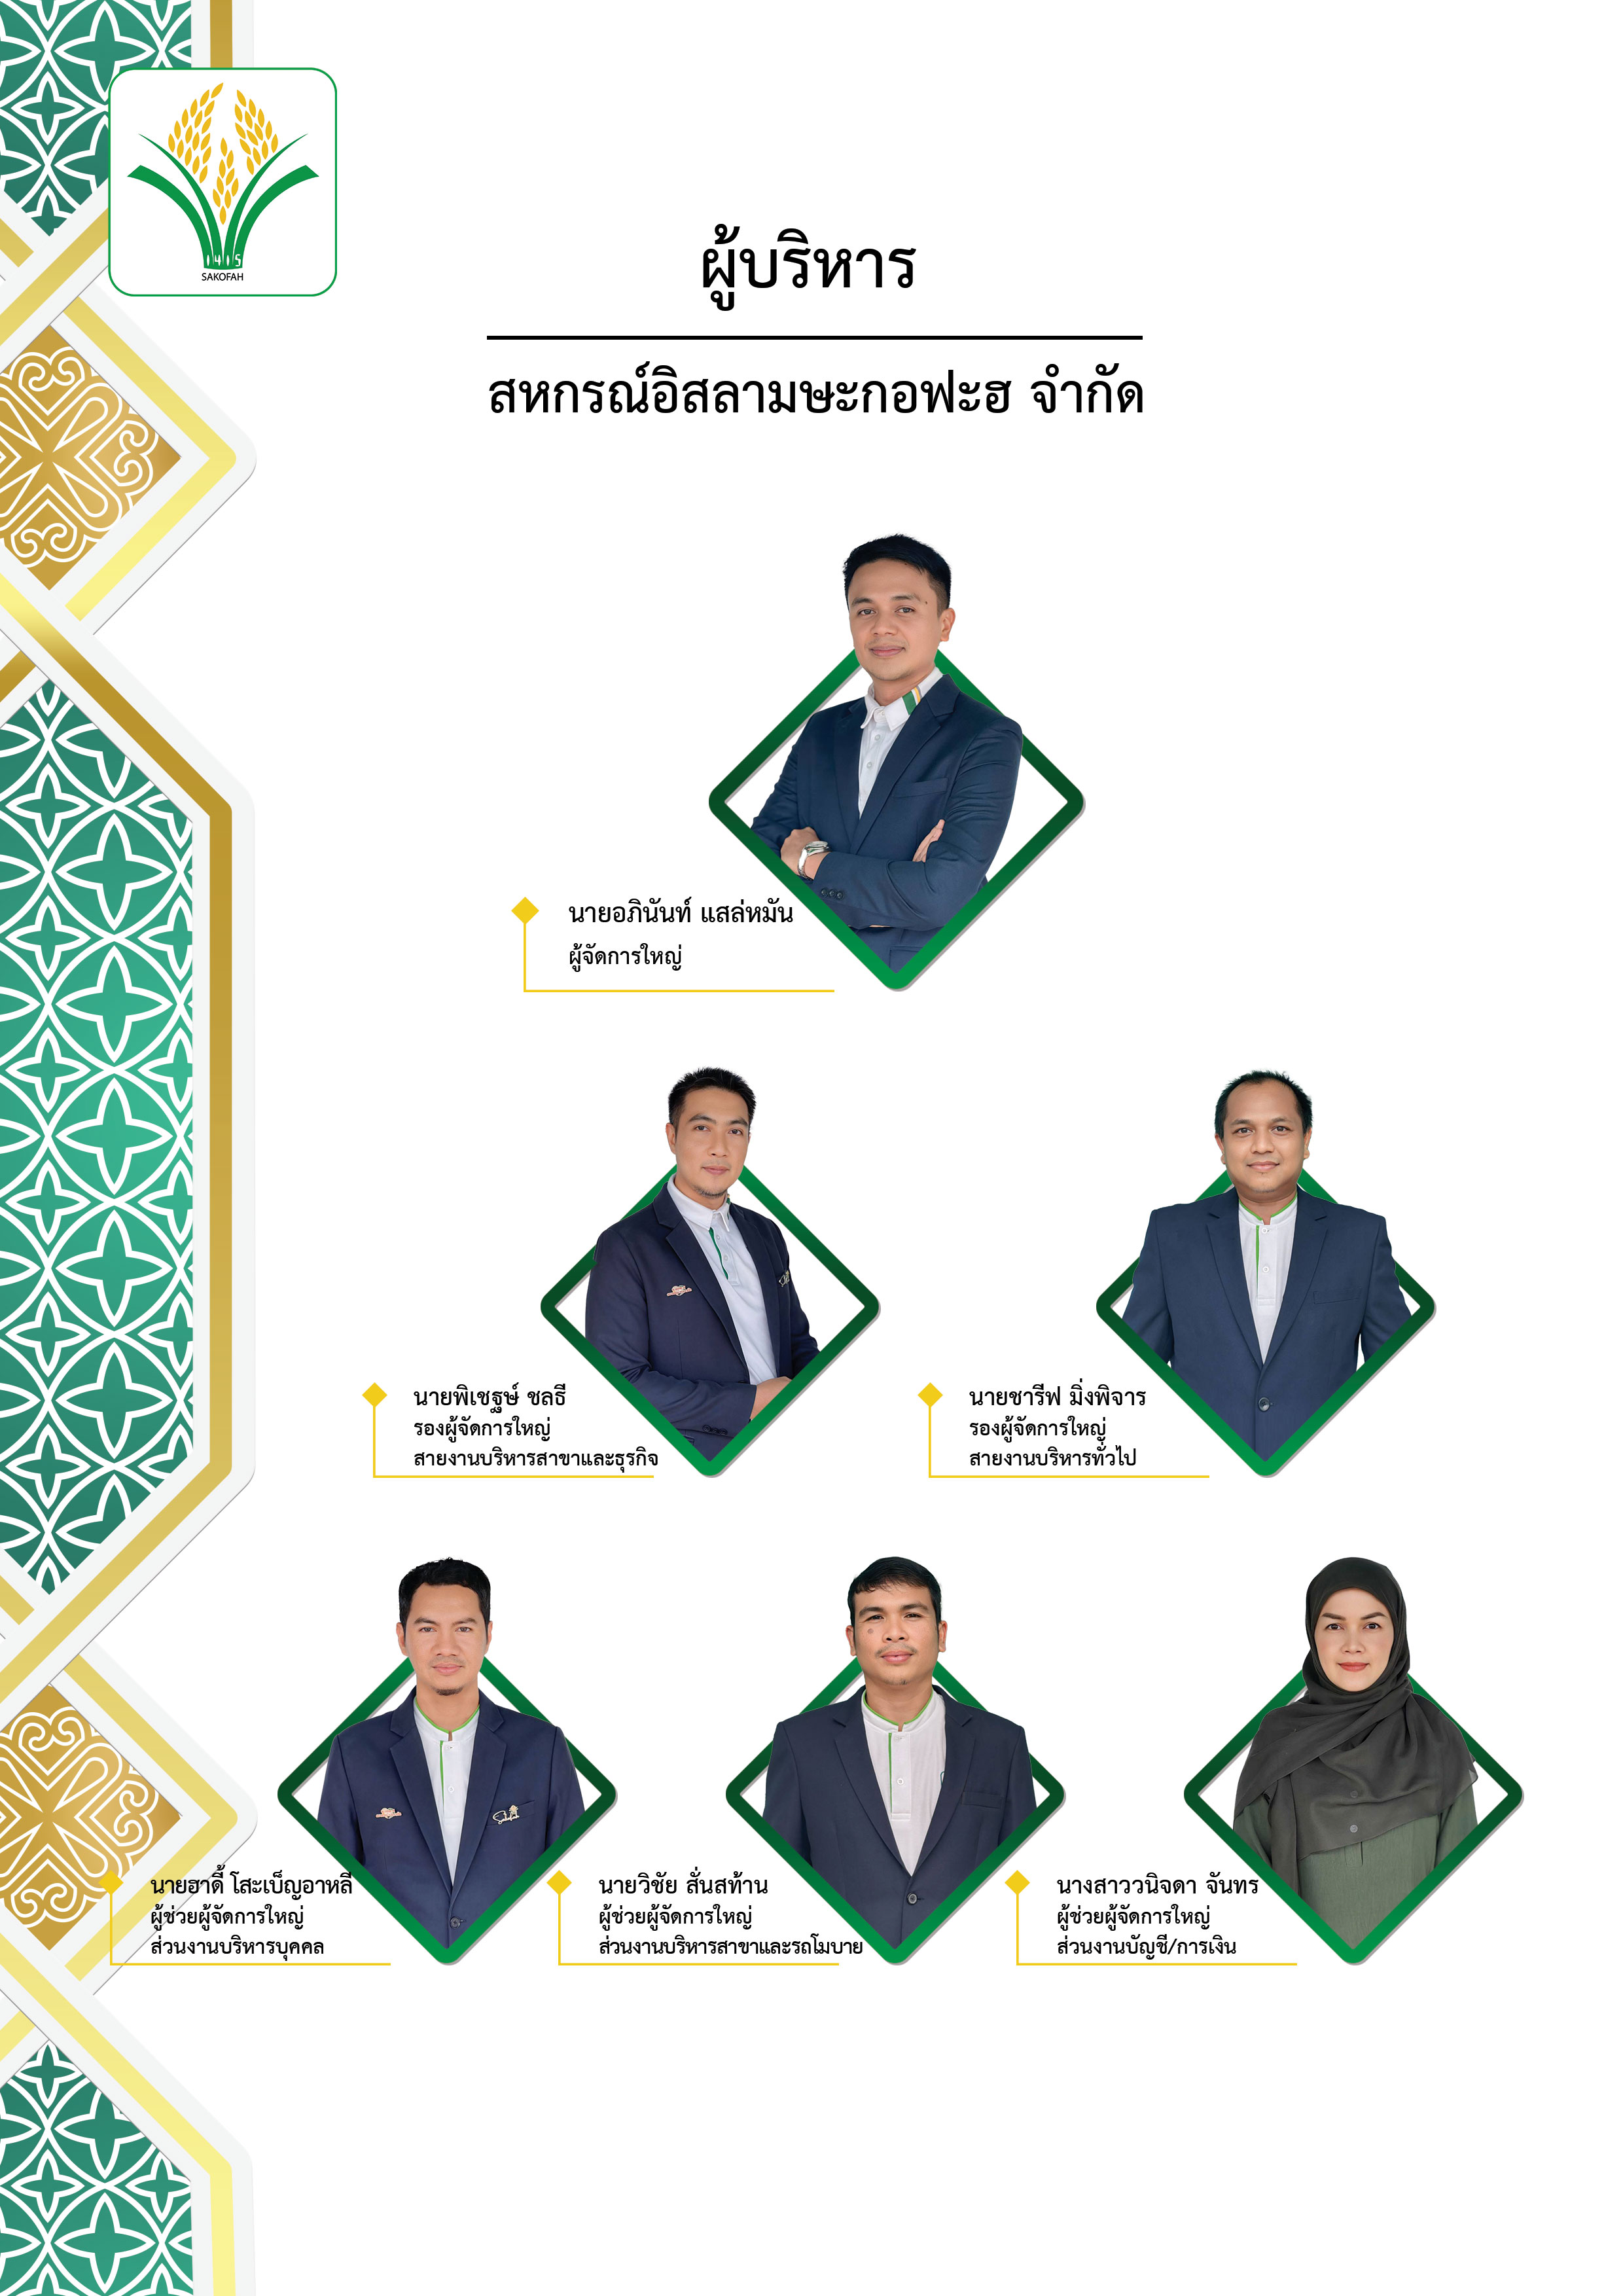 1405
SAKOFAH
ผู้บริหาร
สหกรณ์อิสลามษะกอฟะฮ จำกัด
นายอภินันท์ แสล่หมัน
ผู้จัดการใหญ่
นายพิเชฐษ์ ชลธี
รองผู้จัดการใหญ่
สายงานบริหารสาขาและธุรกิจ
นายชารีฟ มิ่งพิจาร
รองผู้จัดการใหญ่
สายงานบริหารทั่วไป
นายฮาดี้ โสะเบ็ญอาหลี
ผู้ช่วยผู้จัดการใหญ่
ส่วนงานบริหารบุคคล
นายวิชัย สั่นสท้าน
ผู้ช่วยผู้จัดการใหญ่
ส่วนงานบริหารสาขาและรถโมบาย
นางสาววนิจดา จันทร
ผู้ช่วยผู้จัดการใหญ่
ส่วนงานบัญชี/การเงิน